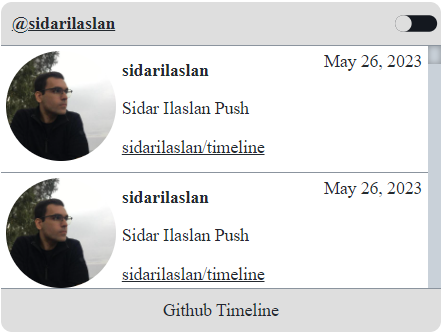 @sidarilaslan
May 26, 2023
sidarilaslan
Sidar Ilaslan Push
sidarilaslan/timeline
May 26, 2023
sidarilaslan
Sidar Ilaslan Push
sidarilaslan/timeline
Github Timeline